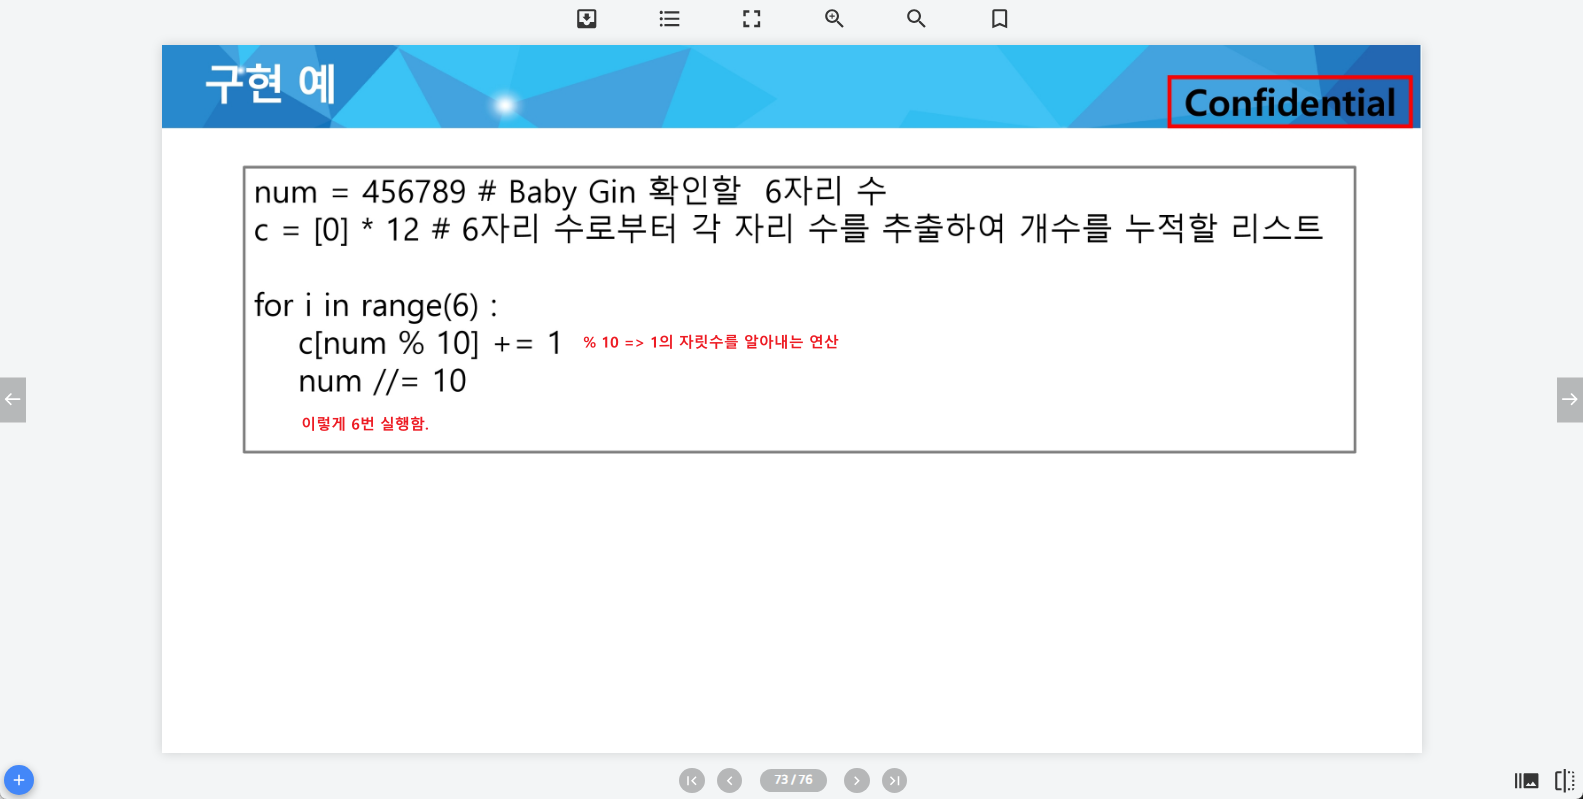 구현 예
Confidential
num = 456789 # Baby Gin 확인할 6자리 수
c = [0] * 12 # 6자리 수로부터 각 자리 수를 추출하여 개수를 누적할 리스트
for i in range(6) :
c[num % 10] += 1 % 10 => 1의 자릿수를 알아내는 연산
num //= 10
이렇게 6번 실행함.
73 / 76